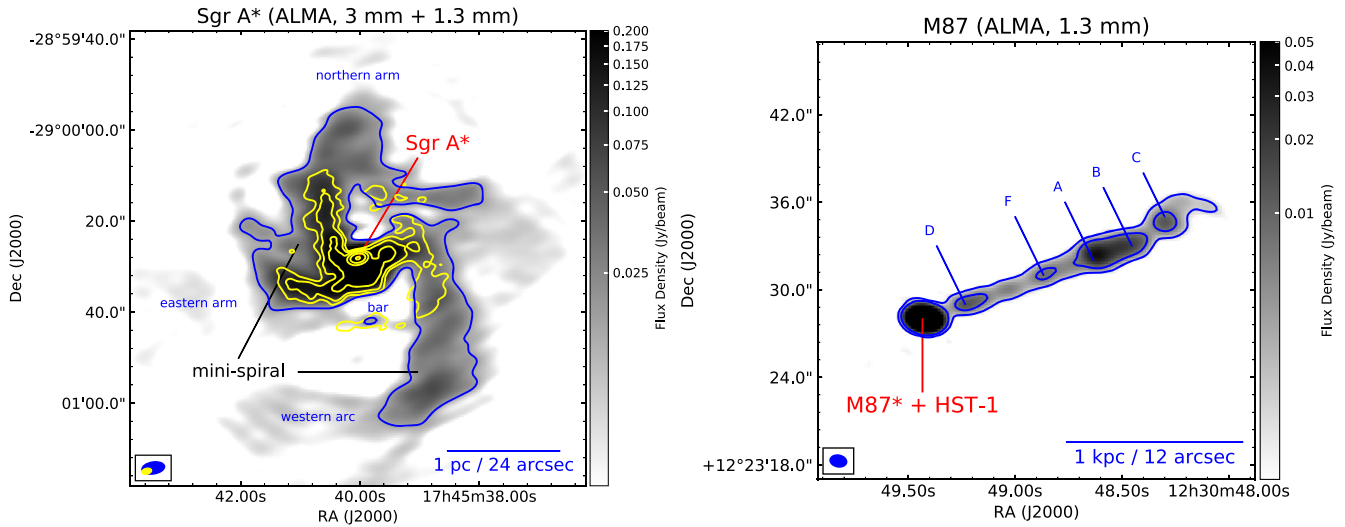 Sgr A* (ALMA, 3 mm + 1.3 mm)
-28°59'40.0"
-29°00'00.0"
20.0"
40.0"
01'00.0"
Dec (J2000)
northern arm
Sgr A*
eastern arm
bar
mini-spiral
western arc
1 pc / 24 arcsec
42.00s
40.00s
17h45m38.00s
RA (J2000)
0.200
0.175
0.150
0.125
0.100
0.075
0.050
0.025
Flux Density (Jy/beam)
M87 (ALMA, 1.3 mm)
42.0"
36.0"
30.0"
24.0"
+12°23'18.0"
Dec (J2000)
D
F
A
B
C
M87* + HST-1
1 kpc / 12 arcsec
49.50s
49.00s
48.50s
12h30m48.00s
RA (J2000)
0.05
0.04
0.03
0.02
0.01
Flux Density (Jy/beam)